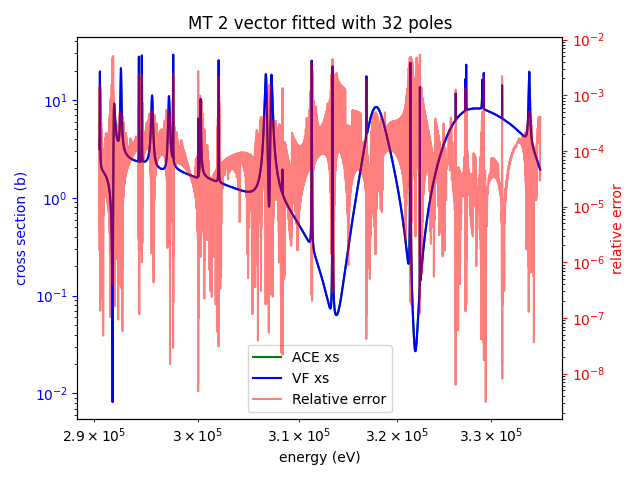 MT 2 vector fitted with 32 poles
cross section (b)
10¹
10⁰
10⁻¹
10⁻²
10⁻²
10⁻³
10⁻⁴
10⁻⁵
10⁻⁶
10⁻⁷
10⁻⁸
relative error
ACE xs
VF xs
Relative error
2.9 × 10⁵ 3 × 10⁵ 3.1 × 10⁵ 3.2 × 10⁵ 3.3 × 10⁵
energy (eV)